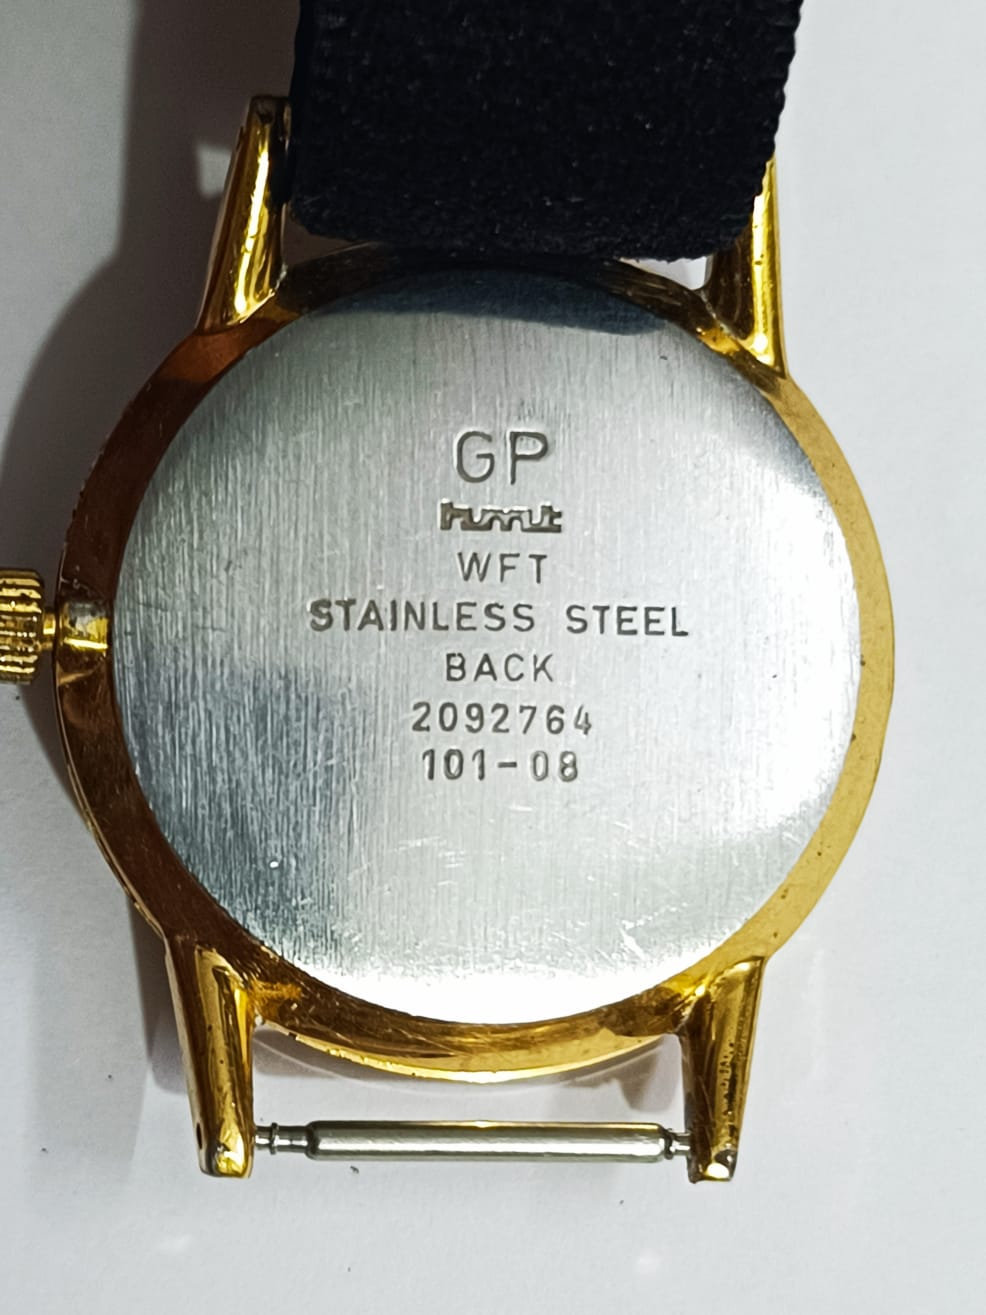 GP
hmt
WFT
STAINLESS STEEL
BACK
2092764
101-08